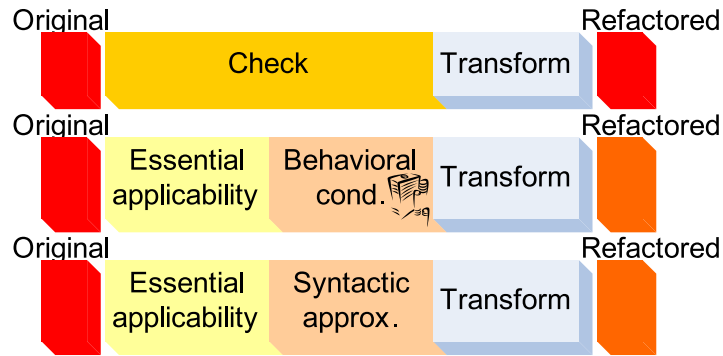 Original Refactored
Check Transform
Original Refactored
Essential applicability Behavioral cond. Transform
Original Refactored
Essential applicability Syntactic approx. Transform